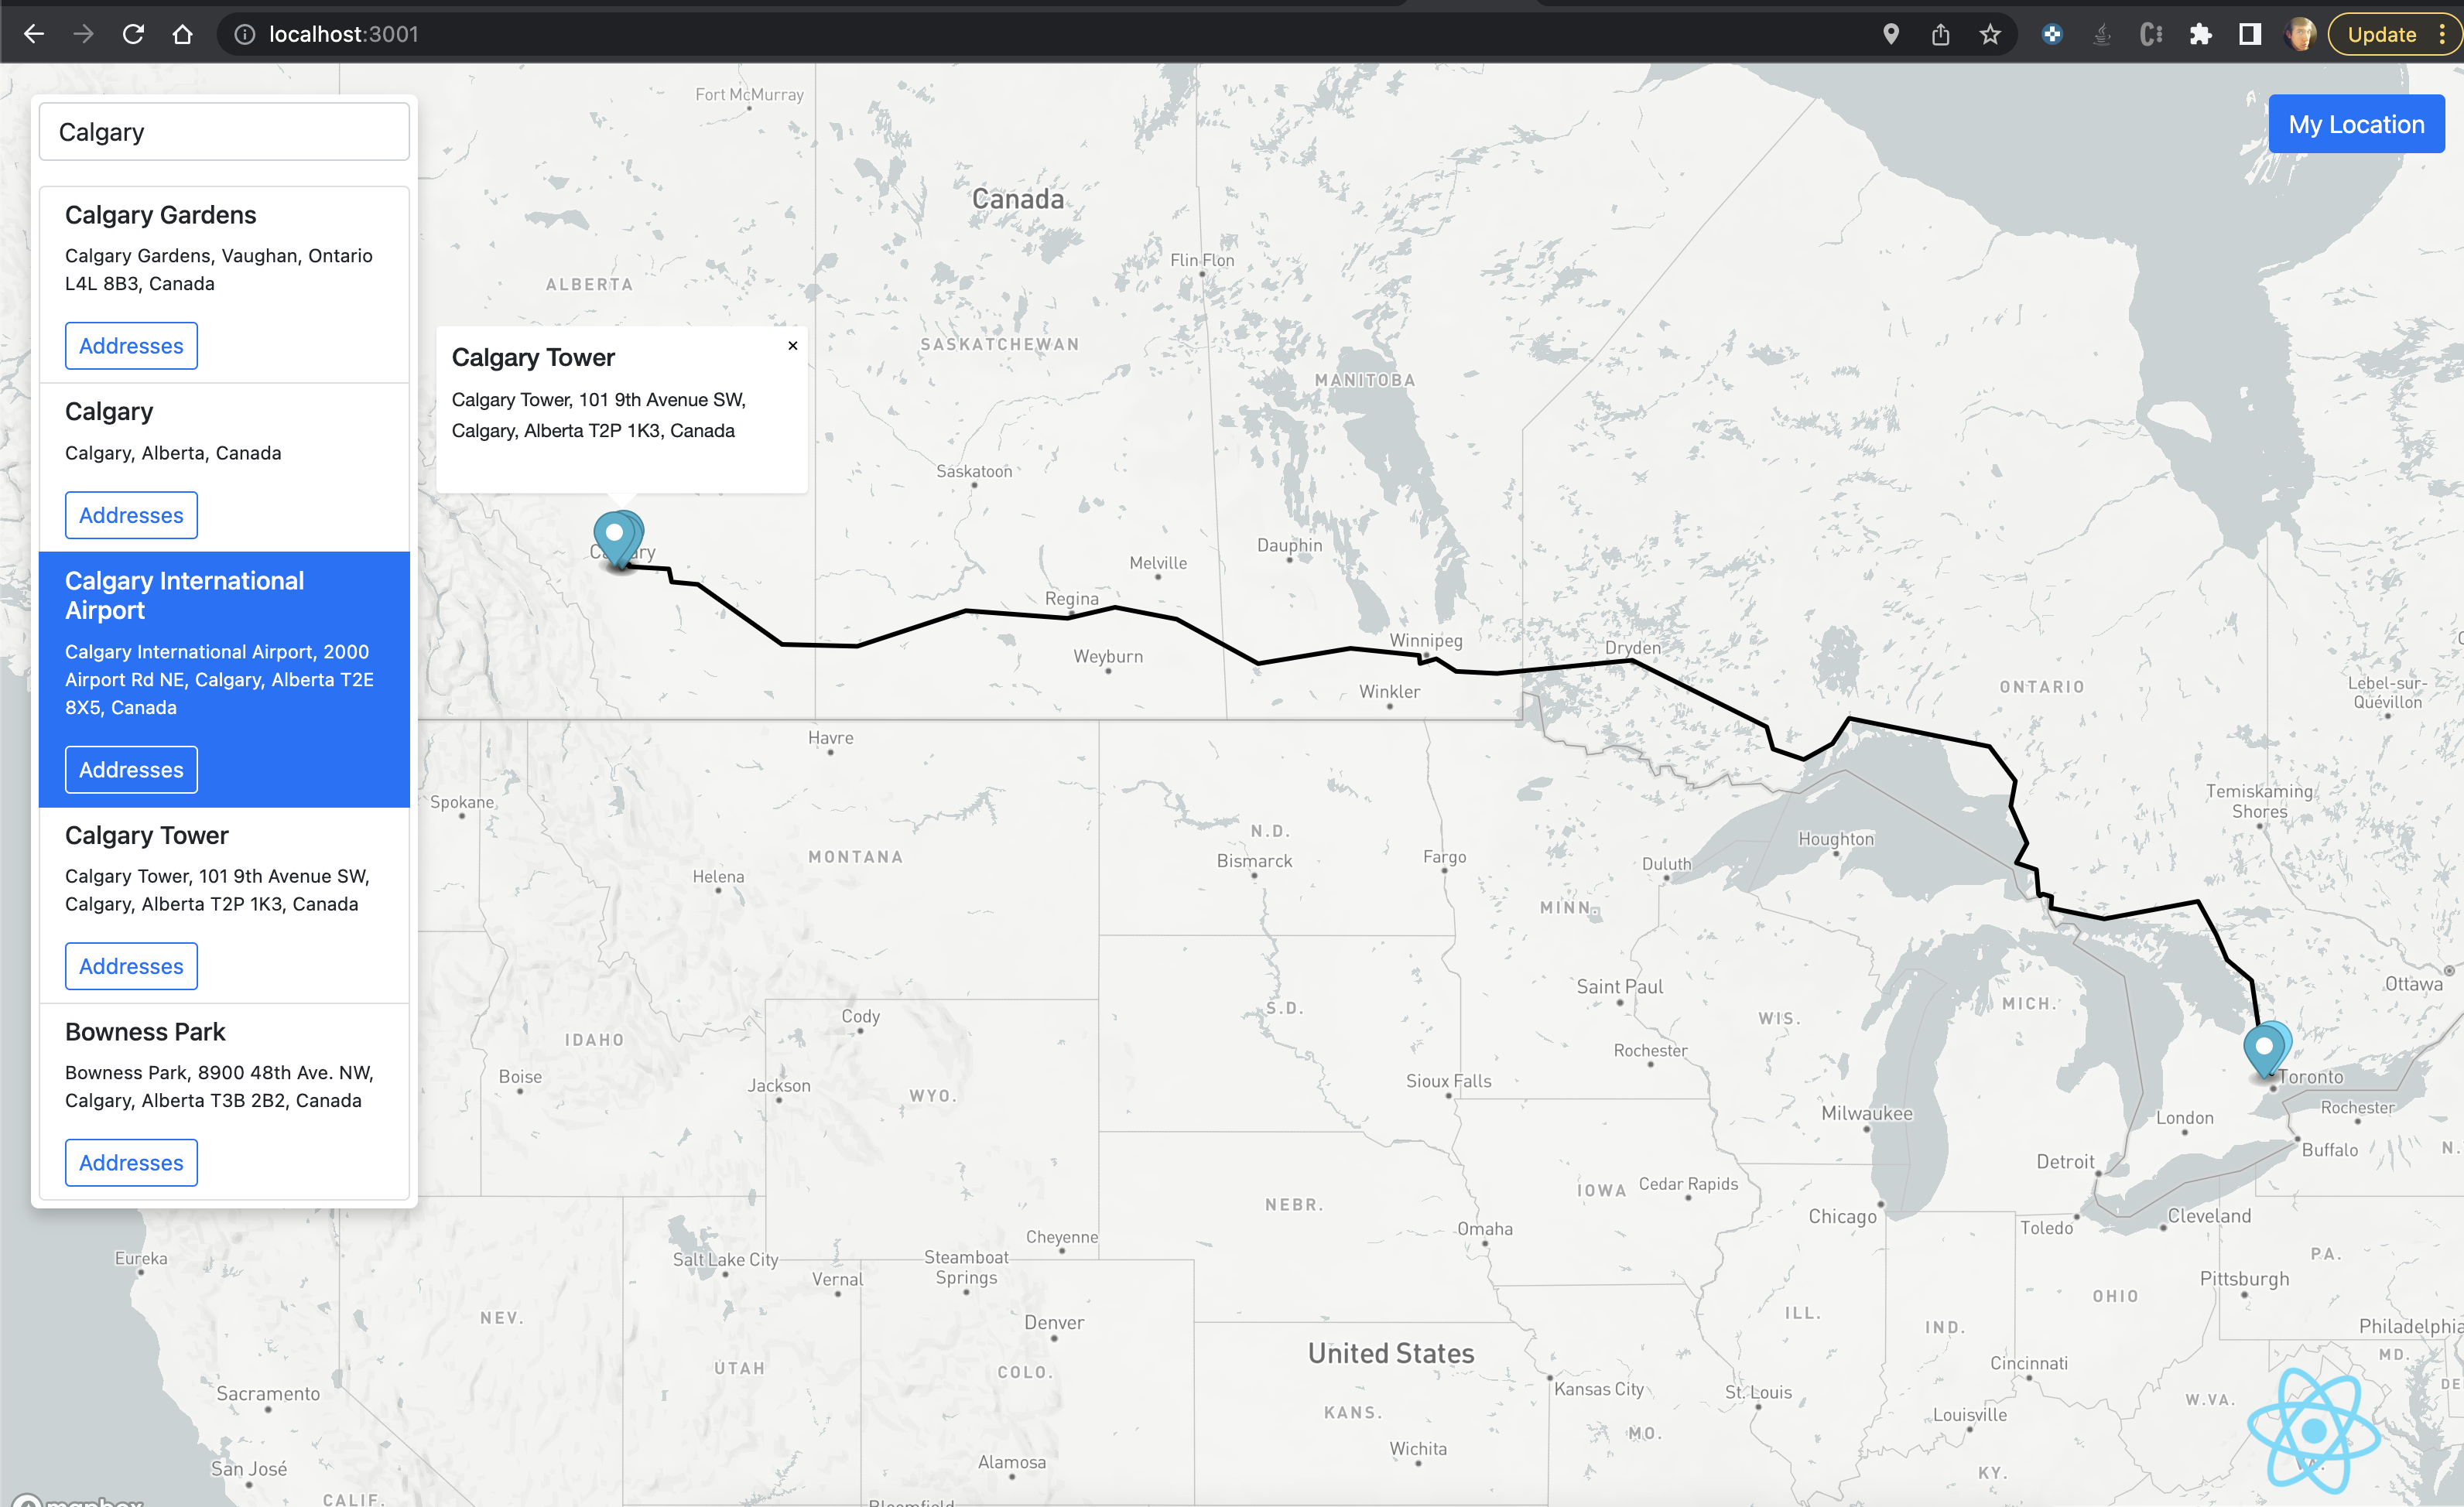 localhost:3001
Update
Calgary
My Location
Calgary Gardens
Calgary Gardens, Vaughan, Ontario
L4L 8B3, Canada
Addresses
Calgary
Calgary, Alberta, Canada
Addresses
Calgary International
Airport
Calgary International Airport, 2000
Airport Rd NE, Calgary, Alberta T2E
8X5, Canada
Addresses
Calgary Tower
Calgary Tower, 101 9th Avenue SW,
Calgary, Alberta T2P 1K3, Canada
Addresses
Bowness Park
Bowness Park, 8900 48th Ave. NW,
Calgary, Alberta T3B 2B2, Canada
Addresses
Calgary Tower
×
Calgary Tower, 101 9th Avenue SW,
Calgary, Alberta T2P 1K3, Canada
Fort McMurray
Canada
Flin Flon
ALBERTA
SASKATCHEWAN
MANITOBA
Saskatoon
Dauphin
Melville
Regina
Winnipeg
Dryden
Weyburn
Winkler
ONTARIO
Lebel-sur-
Quévillon
Havre
Spokane
Temiskaming
Shores
N.D.
Bismarck
Fargo
Houghton
Duluth
MONTANA
Helena
MINN.
Ottawa
Saint Paul
MICH.
S.D.
WIS.
Cody
IDAHO
Rochester
Boise
Jackson
WYO.
Sioux Falls
Toronto
Rochester
Milwaukee
London
Buffalo
N.
Detroit
IOWA
Cedar Rapids
NEBR.
Chicago
Toledo
Cleveland
Omaha
Cheyenne
Eureka
Salt Lake City
Steamboat
Springs
Vernal
PA.
Pittsburgh
OHIO
NEV.
Denver
ILL.
IND.
Philadelphia
United States
MD.
UTAH
COLO.
Cincinnati
DE
Sacramento
Kansas City
St. Louis
W.VA.
KANS.
Louisville
MO.
Wichita
San José
Alamosa
KY.
CALIF.
Bloomfield
mapbox